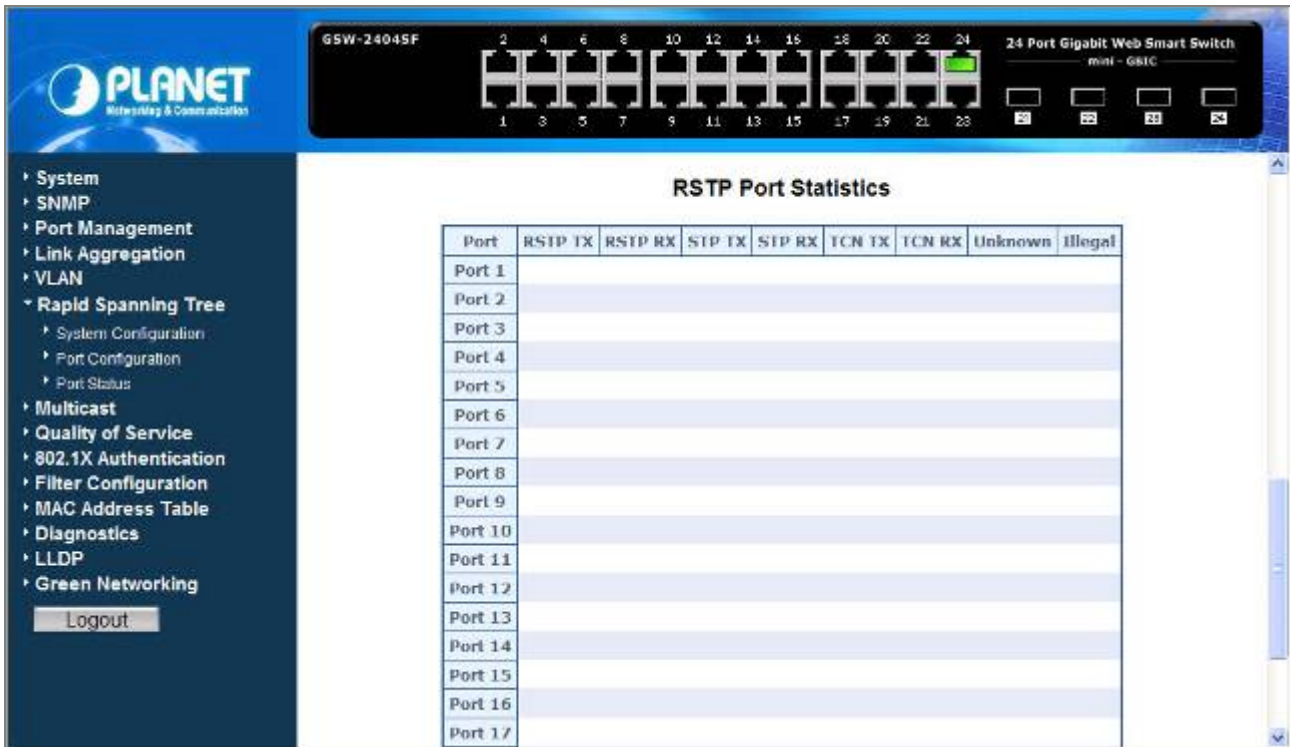 PLANET
Networking & Communication
GSW-2404SF
2 4 6 8 10 12 14 16 18 20 22 24
1 3 5 7 9 11 13 15 17 19 21 23
24 Port Gigabit Web Smart Switch
mini - GBIC
21 22 23 24
System
SNMP
Port Management
Link Aggregation
VLAN
Rapid Spanning Tree
System Configuration
Port Configuration
Port Status
Multicast
Quality of Service
802.1X Authentication
Filter Configuration
MAC Address Table
Diagnostics
LLDP
Green Networking
Logout
RSTP Port Statistics
Port RSTP TX RSTP RX STP TX STP RX TCN TX TCN RX Unknown Illegal
Port 1
Port 2
Port 3
Port 4
Port 5
Port 6
Port 7
Port 8
Port 9
Port 10
Port 11
Port 12
Port 13
Port 14
Port 15
Port 16
Port 17